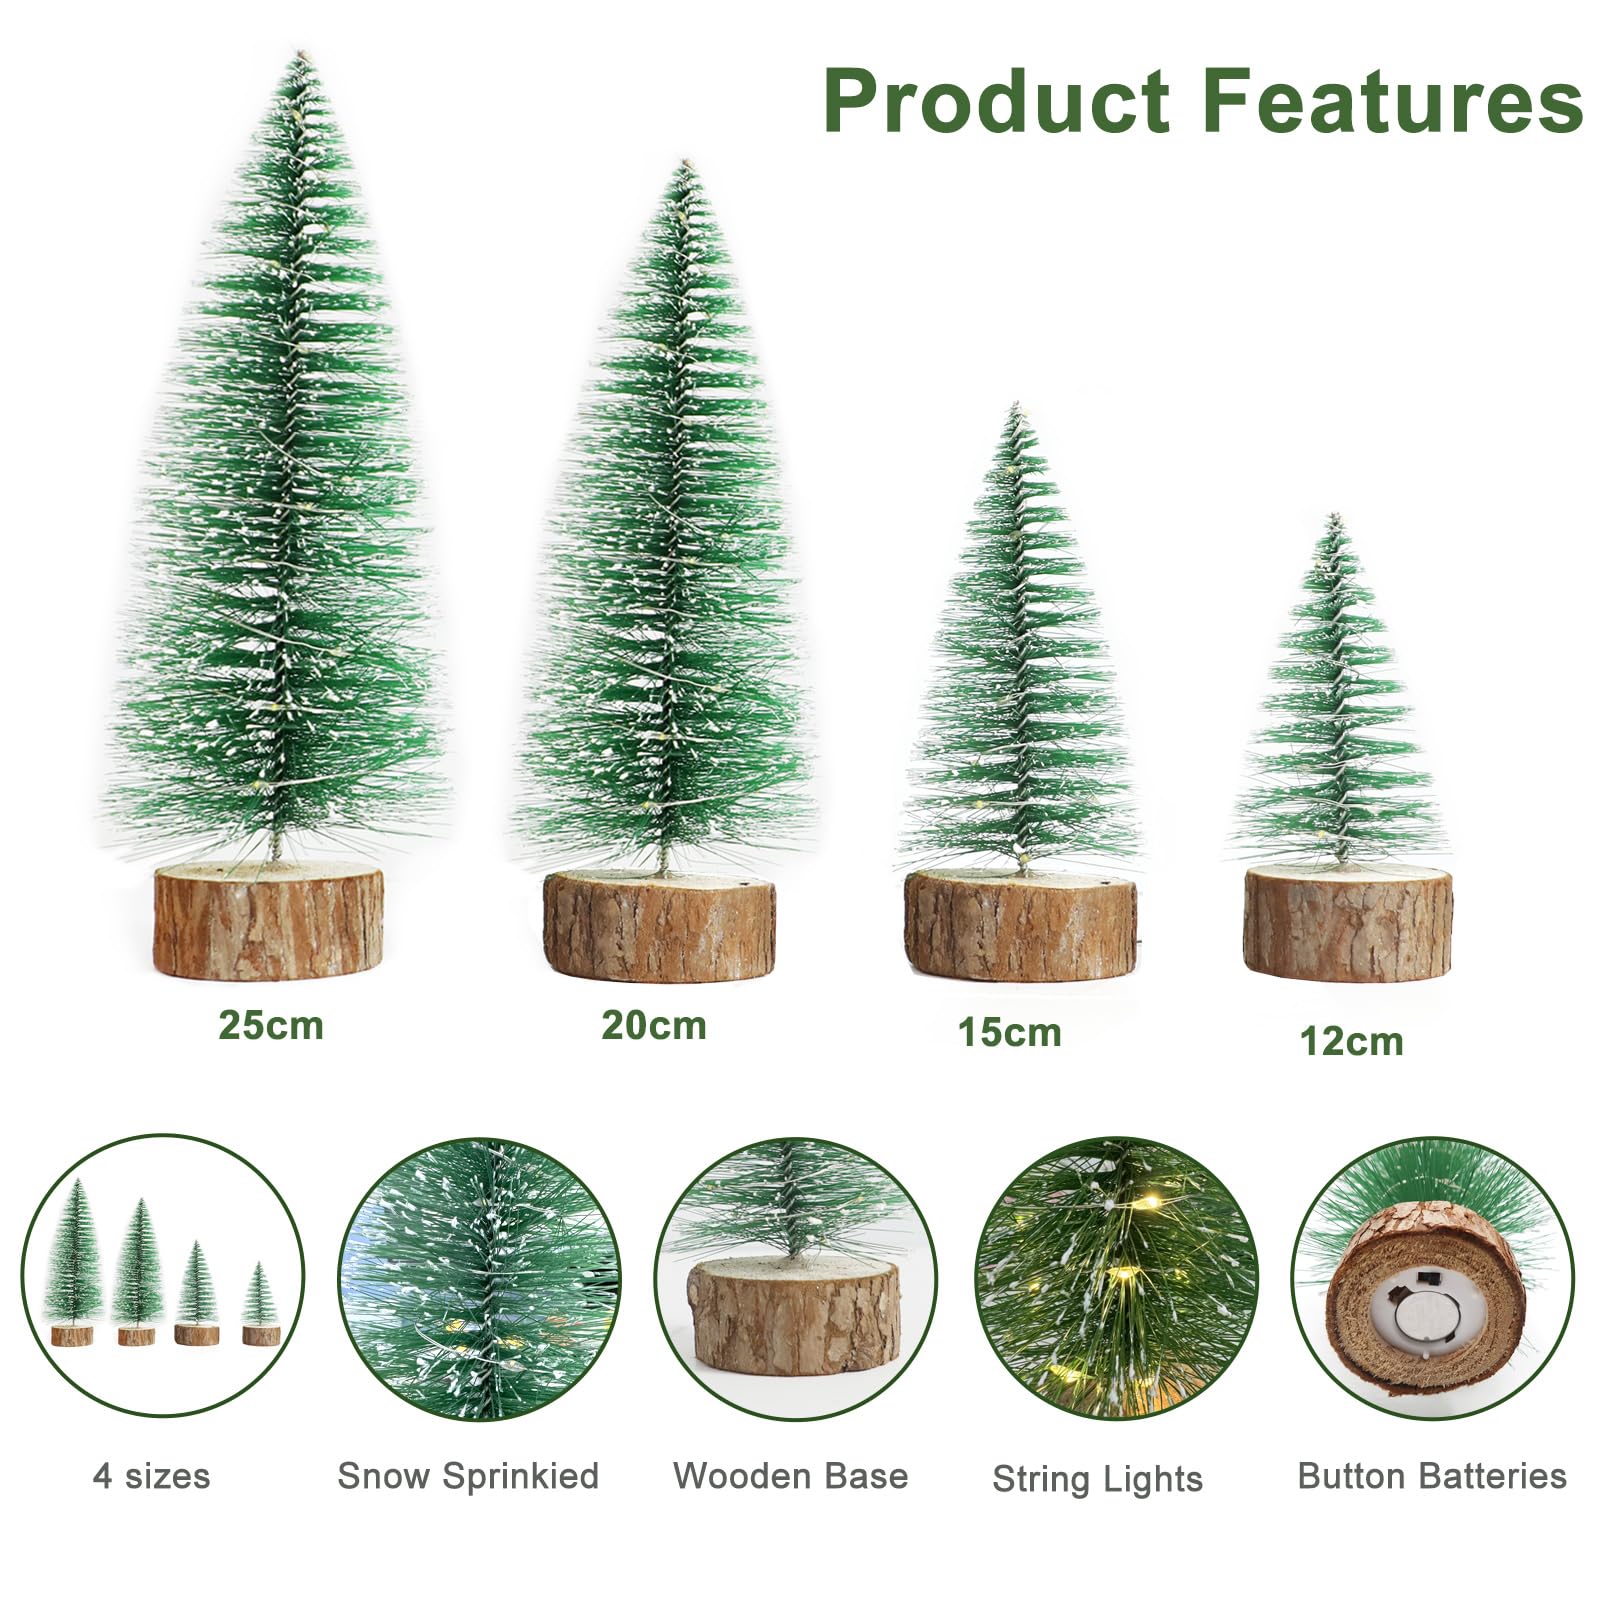 Product Features
25cm
20cm
15cm
12cm
4 sizes
Snow Sprinkied
Wooden Base
String Lights
Button Batteries